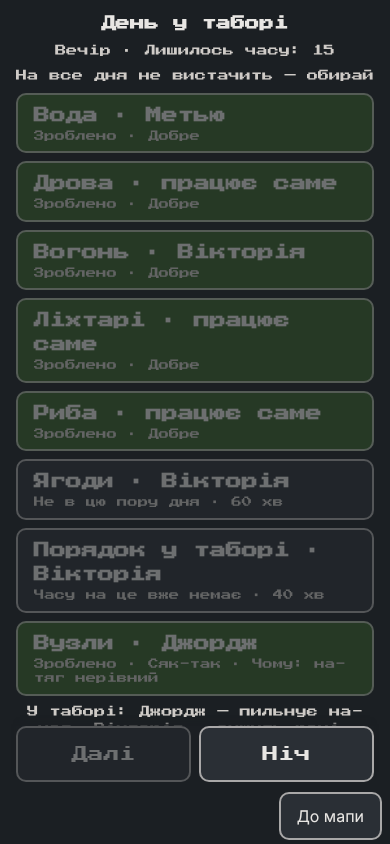 День у таборі
Вечір · Лишилось часу: 15
На все дня не вистачить — обирай
Вода · Метью
Зроблено · Добре
Дрова · працює саме
Зроблено · Добре
Вогонь · Вікторія
Зроблено · Добре
Ліхтарі · працює
саме
Зроблено · Добре
Риба · працює саме
Зроблено · Добре
Ягоди · Вікторія
Не в цю пору дня · 60 хв
Порядок у таборі ·
Вікторія
Часу на це вже немає · 40 хв
Вузли · Джордж
Зроблено · Сяк-так · Чому: на-
тяг нерівний
У таборі: Джордж — пильнує на-
Далі
Ніч
До мапи